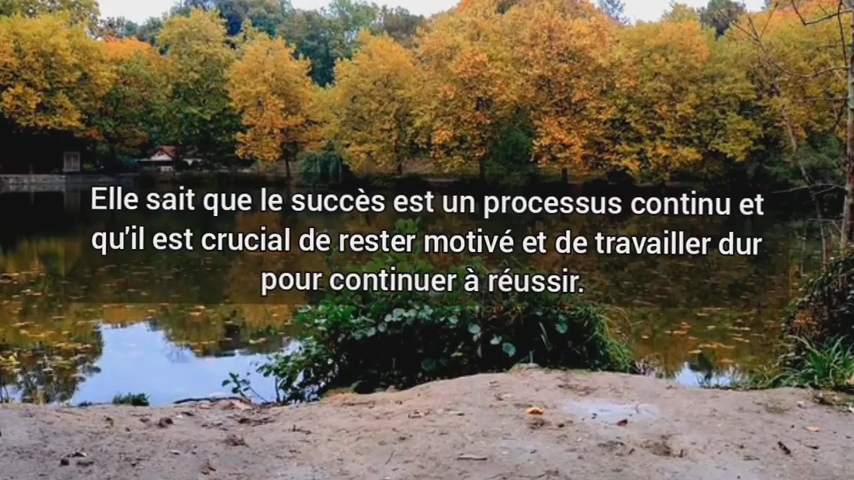 Elle sait que le succès est un processus continu et
qu'il est crucial de rester motivé et de travailler dur
pour continuer à réussir.